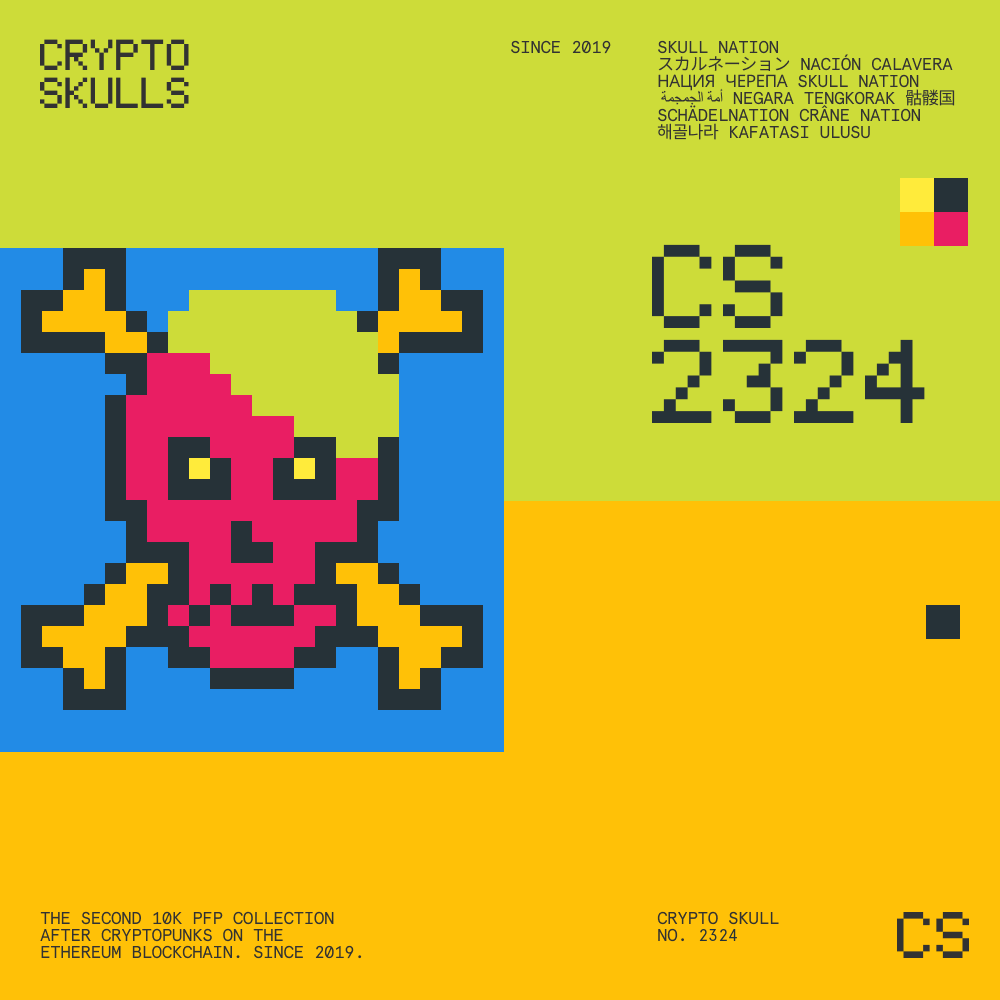 CRYPTO
SKULLS
SINCE 2019
SKULL NATION
スカルネーション NACIÓN CALAVERA
НАЦИЯ ЧЕРЕПА SKULL NATION
أمة الجمجمة NEGARA TENGKORAK 骷髅国
SCHÄDELNATION CRÂNE NATION
해골나라 KAFATASI ULUSU
CS
2324
THE SECOND 10K PFP COLLECTION
AFTER CRYPTOPUNKS ON THE
ETHEREUM BLOCKCHAIN. SINCE 2019.
CRYPTO SKULL
NO. 2324
CS